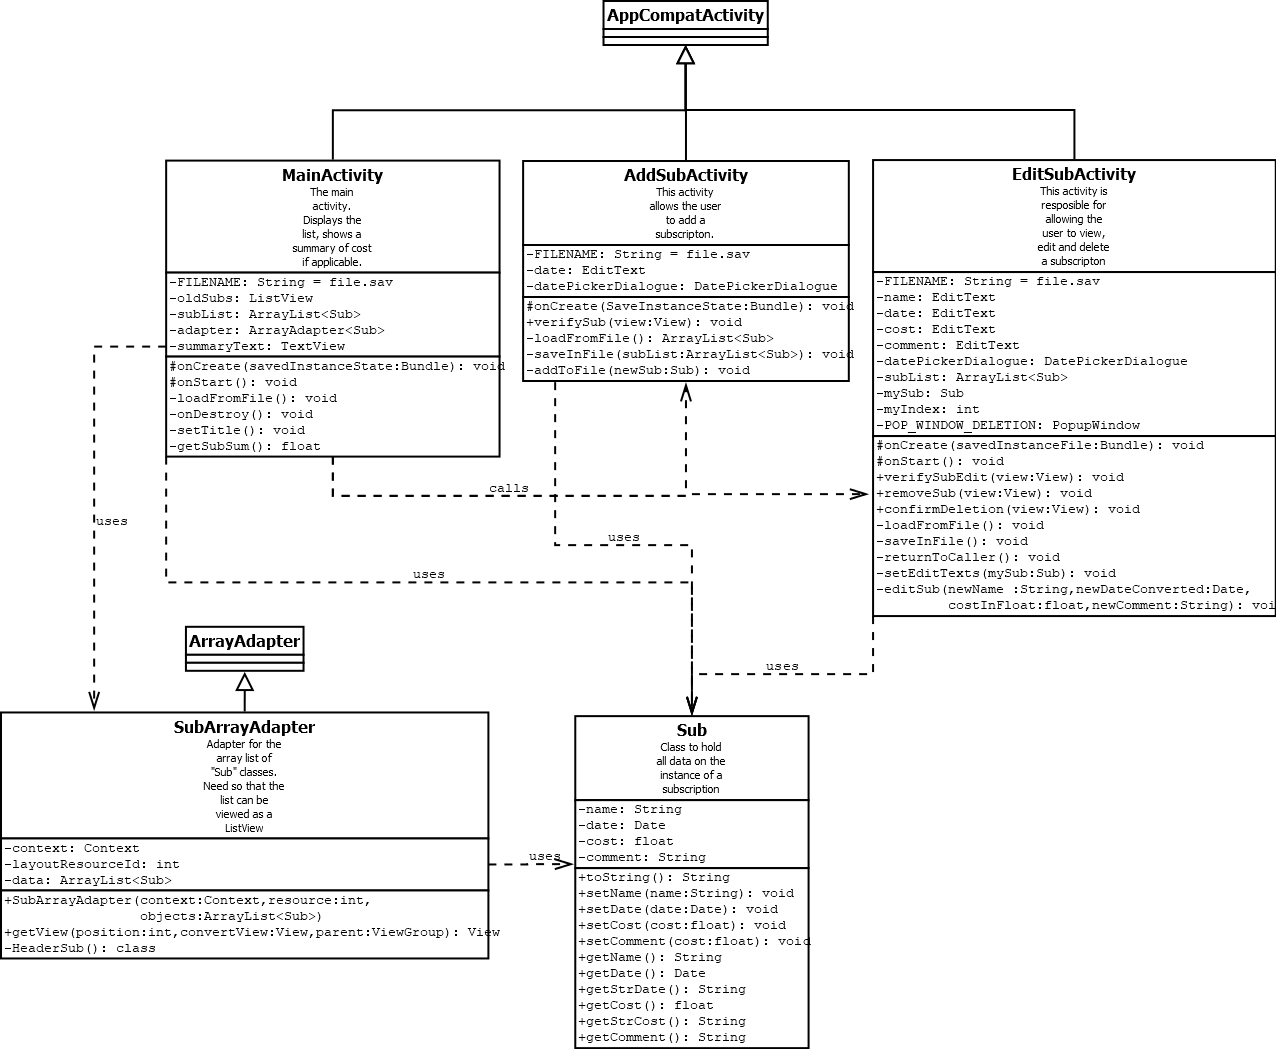 AppCompatActivity
MainActivity
The main
activity.
Displays the
list, shows a
summary of cost
if applicable.
-FILENAME: String = file.sav
-oldSubs: ListView
-subList: ArrayList<Sub>
-adapter: ArrayAdapter<Sub>
-summaryText: TextView
#onCreate(savedInstanceState:Bundle): void
#onStart(): void
-loadFromFile(): void
-onDestroy(): void
-setTitle(): void
-getSubSum(): float
AddSubActivity
This activity
allows the user
to add a
subscripton.
-FILENAME: String = file.sav
-date: EditText
-datePickerDialogue: DatePickerDialogue
#onCreate(SaveInstanceState:Bundle): void
+verifySub(view:View): void
-loadFromFile(): ArrayList<Sub>
-saveInFile(subList:ArrayList<Sub>): void
-addToFile(newSub:Sub): void
EditSubActivity
This activity is
resposible for
allowing the
user to view,
edit and delete
a subscripton
-FILENAME: String = file.sav
-name: EditText
-date: EditText
-cost: EditText
-comment: EditText
-datePickerDialogue: DatePickerDialogue
-subList: ArrayList<Sub>
-mySub: Sub
-myIndex: int
-POP_WINDOW_DELETION: PopupWindow
#onCreate(savedInstanceFile:Bundle): void
#onStart(): void
+verifySubEdit(view:View): void
+removeSub(view:View): void
+confirmDeletion(view:View): void
-loadFromFile(): void
-saveInFile(): void
-returnToCaller(): void
-setEditTexts(mySub:Sub): void
-editSub(newName :String,newDateConverted:Date,
costInFloat:float,newComment:String): voi
calls
uses
uses
uses
uses
ArrayAdapter
SubArrayAdapter
Adapter for the
array list of
"Sub" classes.
Need so that the
list can be
viewed as a
ListView
-context: Context
-layoutResourceId: int
-data: ArrayList<Sub>
+SubArrayAdapter(context:Context,resource:int,
objects:ArrayList<Sub>)
+getView(position:int,convertView:View,parent:ViewGroup): View
-HeaderSub(): class
uses
Sub
Class to hold
all data on the
instance of a
subscription
-name: String
-date: Date
-cost: float
-comment: String
+toString(): String
+setName(name:String): void
+setDate(date:Date): void
+setCost(cost:float): void
+setComment(cost:float): void
+getName(): String
+getDate(): Date
+getStrDate(): String
+getCost(): float
+getStrCost(): String
+getComment(): String